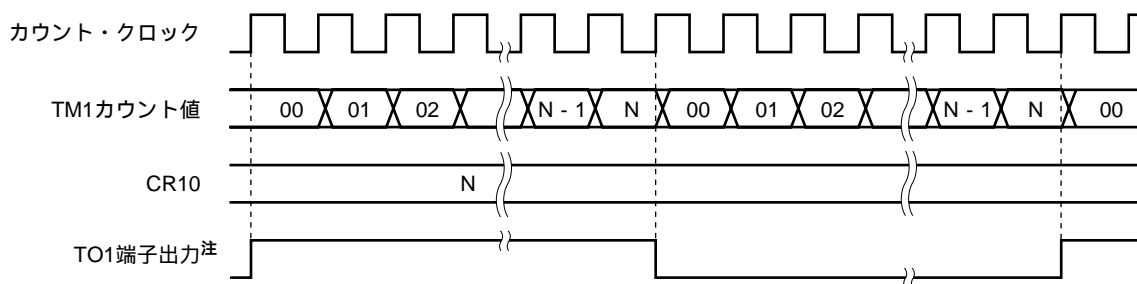 カウント・クロック
TM1カウント値 00 01 02 N - 1 N 00 01 02 N - 1 N 00
CR10 N
TO1端子出力注